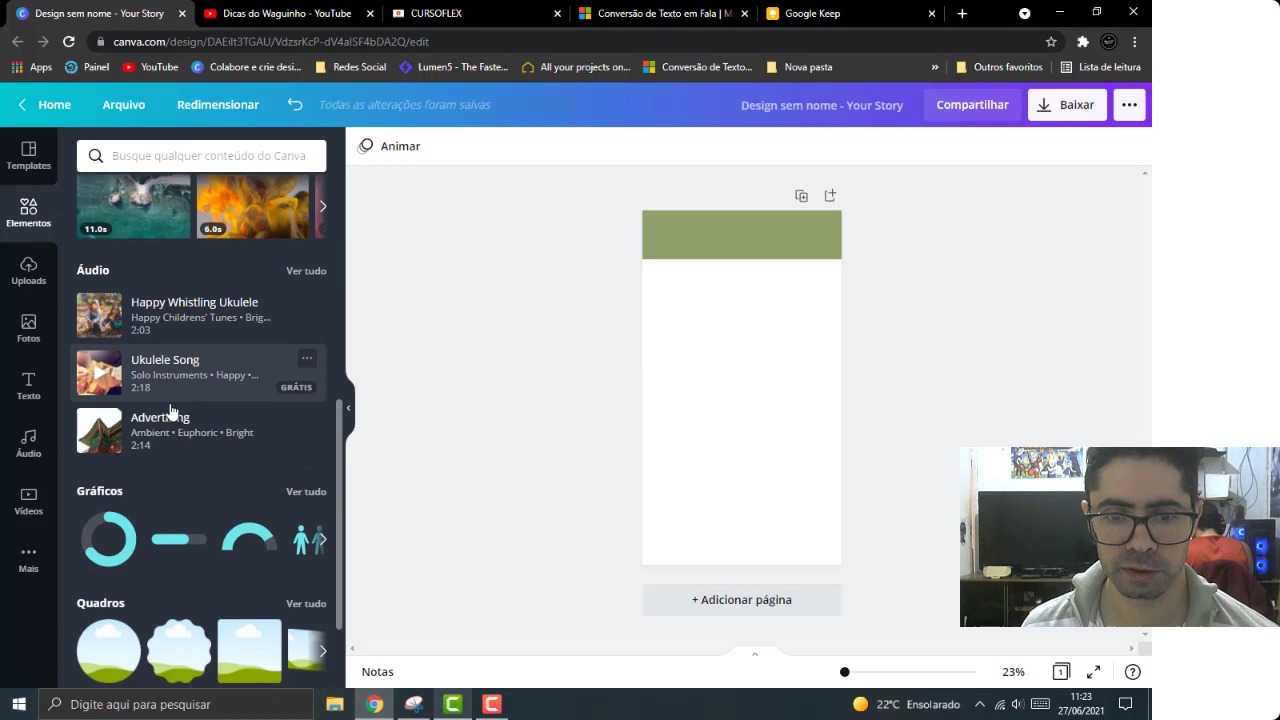 Design sem nome - Your Story
Dicas do Waguinho - YouTube
CURSOFLEX
Conversão de Texto em Fala | M
Google Keep
canva.com/design/DAEiIt3TGAU/VdzsrKcP-dV4alSF4bDA2Q/edit
Apps
Painel
YouTube
Colabore e crie desi...
Redes Social
Lumen5 - The Faste...
All your projects on...
Conversão de Texto...
Nova pasta
»
Outros favoritos
Lista de leitura
Home
Arquivo
Redimensionar
Todas as alterações foram salvas
Design sem nome - Your Story
Compartilhar
Baixar
Templates
Elementos
Uploads
Fotos
Texto
Áudio
Vídeos
Mais
Busque qualquer conteúdo do Canva
11.0s
6.0s
Áudio
Ver tudo
Happy Whistling Ukulele
Happy Childrens' Tunes • Brig...
2:03
Ukulele Song
Solo Instruments • Happy •...
2:18
GRÁTIS
Advertising
Ambient • Euphoric • Bright
2:14
Gráficos
Ver tudo
Quadros
Ver tudo
Animar
+ Adicionar página
Notas
23%
1
Digite aqui para pesquisar
22°C Ensolarado
11:23
27/06/2021